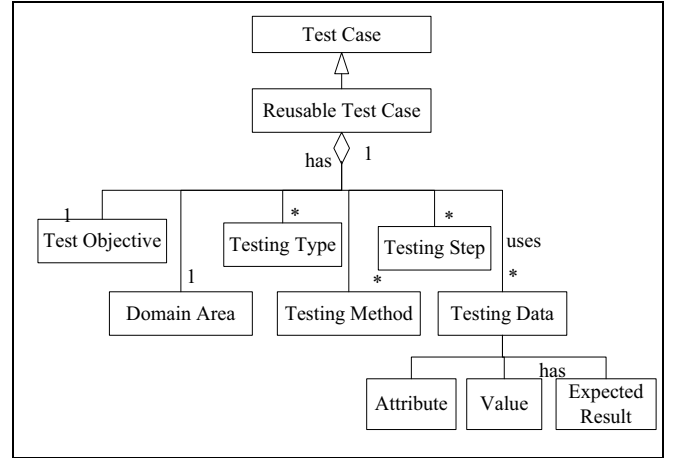 Test Case
Reusable Test Case
has
1
1
Test Objective
*
Testing Type
*
Testing Step
uses
1
Domain Area
*
Testing Method
*
Testing Data
has
Attribute
Value
Expected
Result